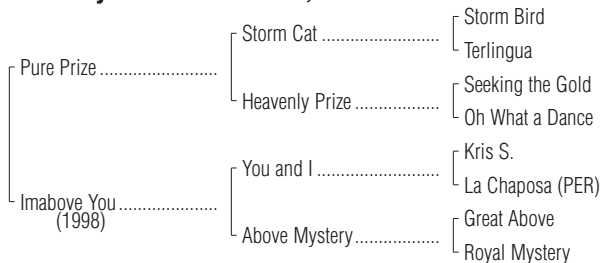 Storm Bird
Storm Cat ..............................
Terlingua
Pure Prize ..............................
Seeking the Gold
Heavenly Prize ......................
Oh What a Dance
Kris S.
You and I ...............................
La Chaposa (PER)
Imabove You .........................
(1998)
Great Above
Above Mystery ......................
Royal Mystery